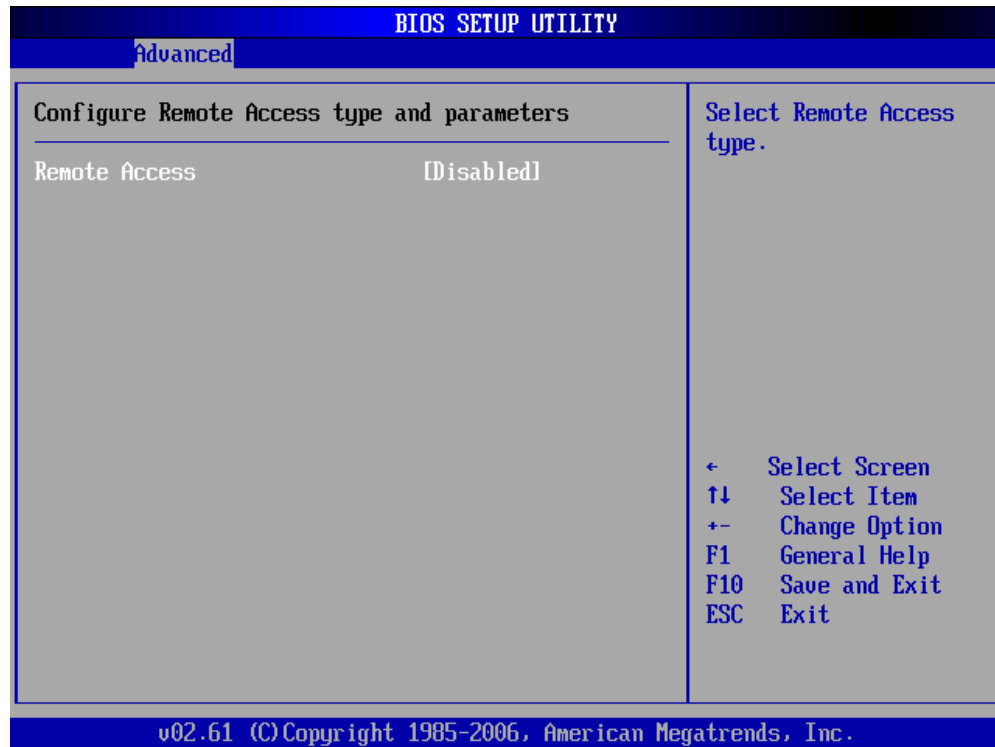 BIOS SETUP UTILITY
Advanced
Configure Remote Access type and parameters
Remote Access [Disabled]
Select Remote Access
type.
← Select Screen
↑↓ Select Item
+- Change Option
F1 General Help
F10 Save and Exit
ESC Exit
v02.61 (C)Copyright 1985-2006, American Megatrends, Inc.